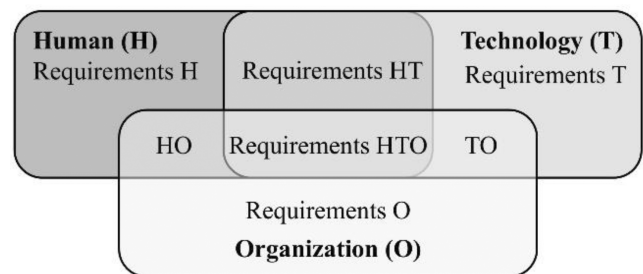 Human (H)
Technology (T)
Requirements H
Requirements HT
Requirements T
HO
Requirements HTO
TO
Requirements O
Organization (O)